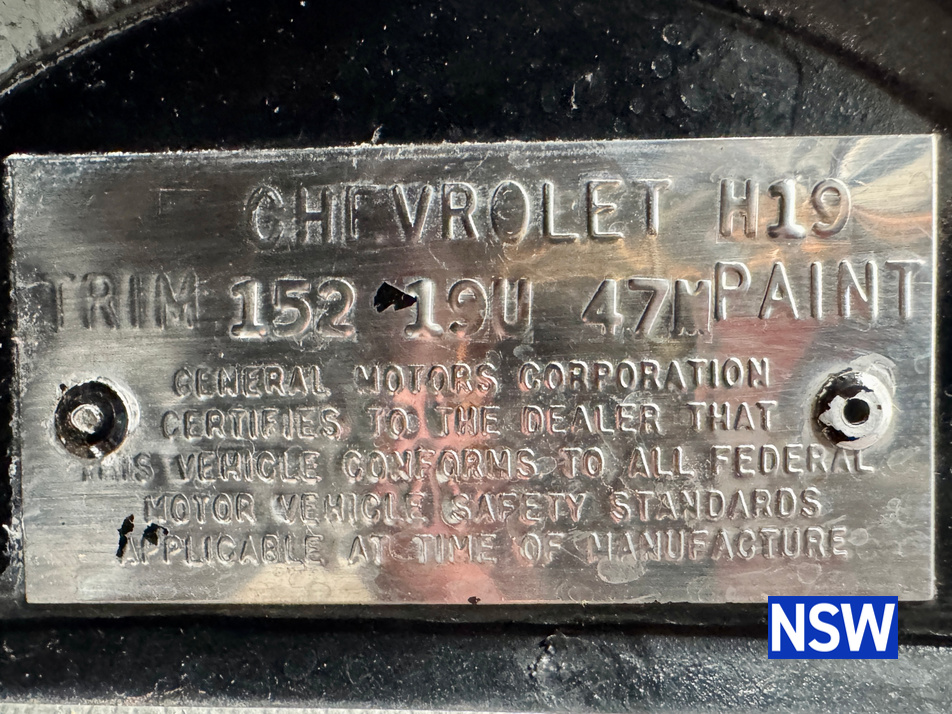 CHEVROLET H19
TRIM 152 19U 47M PAINT
GENERAL MOTORS CORPORATION
CERTIFIES TO THE DEALER THAT
THIS VEHICLE CONFORMS TO ALL FEDERAL
MOTOR VEHICLE SAFETY STANDARDS
APPLICABLE AT TIME OF MANUFACTURE
NSW